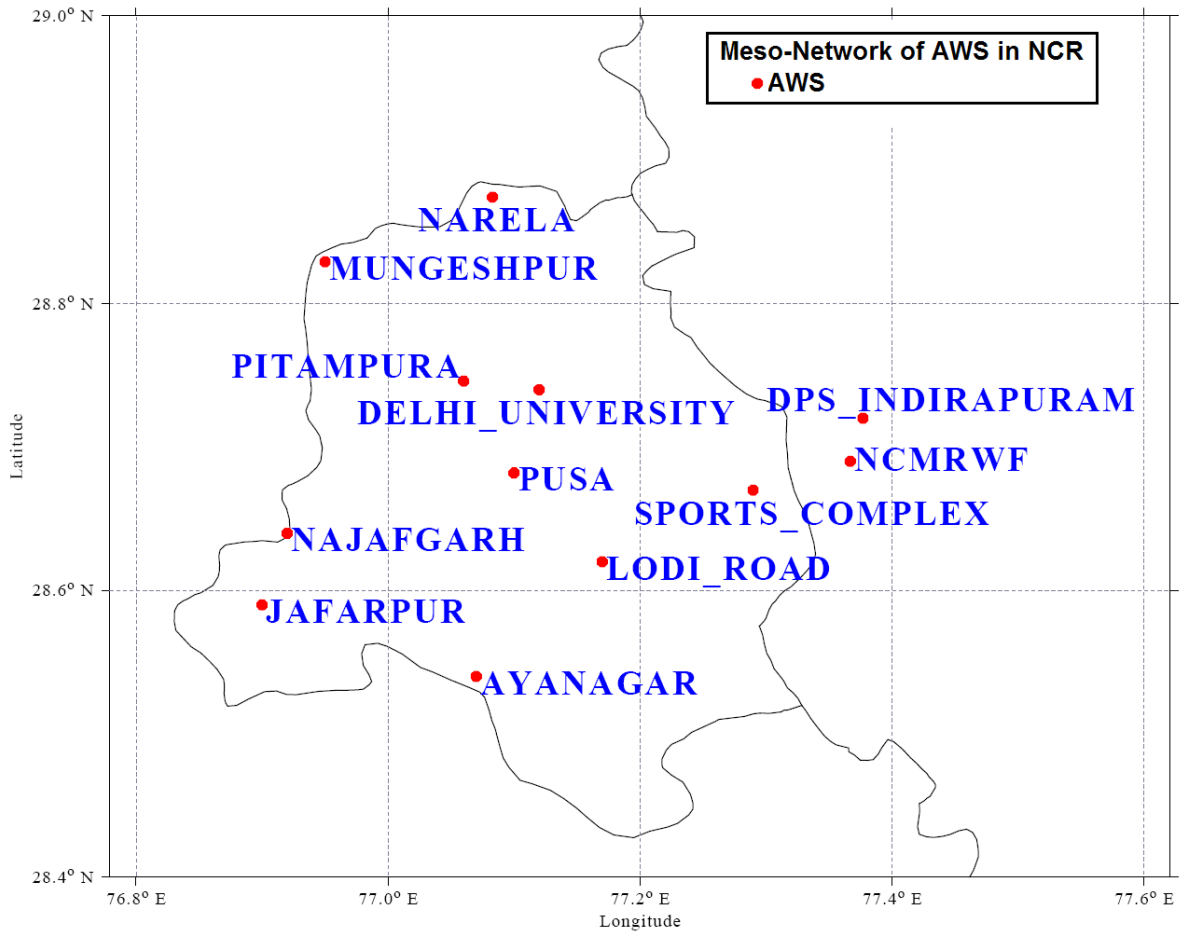 29.0° N
Meso-Network of AWS in NCR
AWS
NARELA
MUNGESHPUR
28.8° N
PITAMPURA
DELHI_UNIVERSITY
DPS_INDIRAPURAM
NCMRWF
PUSA
SPORTS_COMPLEX
NAJAFGARH
LODI_ROAD
28.6° N
JAFARPUR
AYANAGAR
28.4° N
Latitude
76.8° E 77.0° E 77.2° E 77.4° E 77.6° E
Longitude